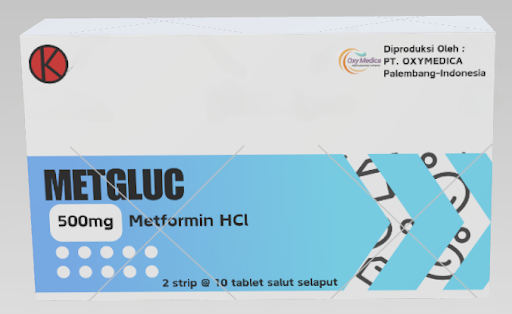 K
Oxy Medica
Diproduksi Oleh :
PT. OXYMEDICA
Palembang-Indonesia
METGLUC
500mg Metformin HCl
2 strip @ 10 tablet salut selaput